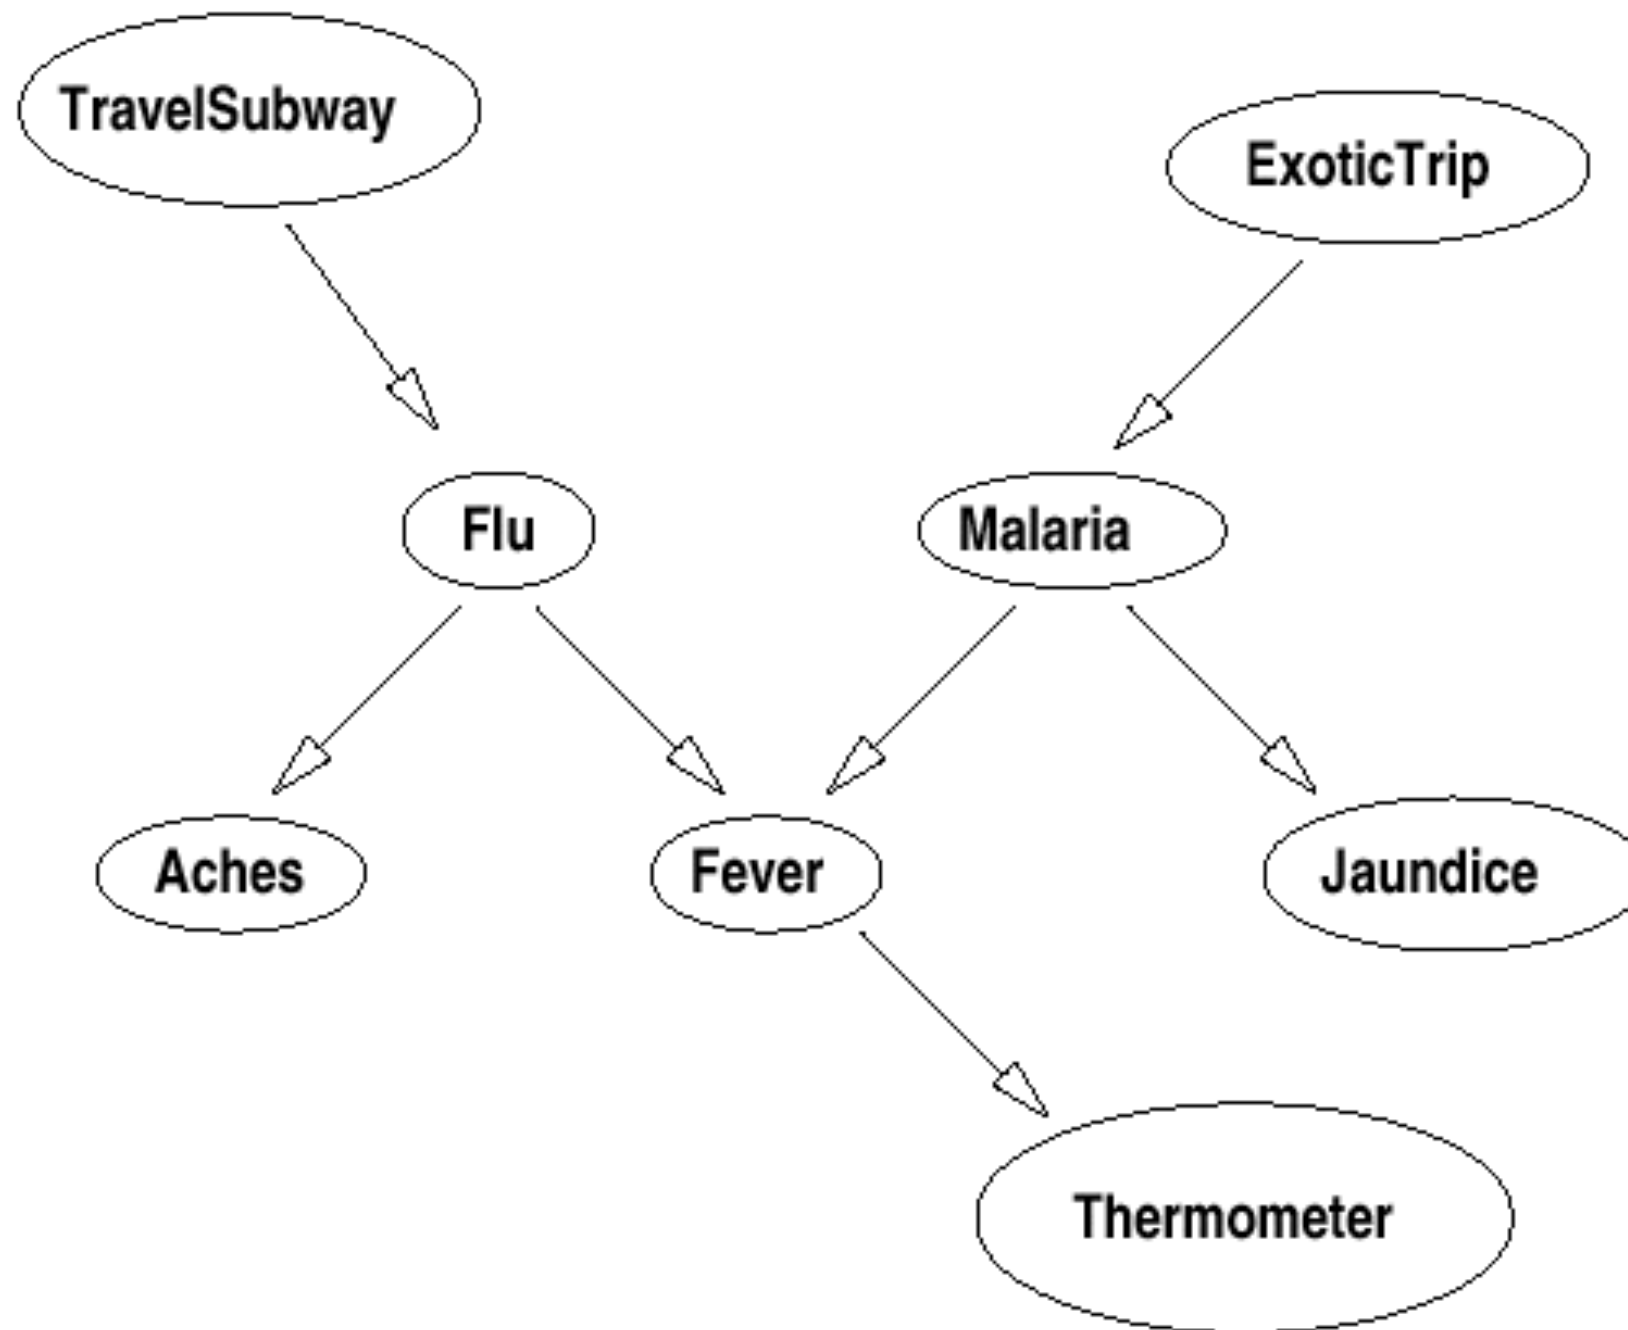 TravelSubway
ExoticTrip
Flu
Malaria
Aches
Fever
Jaundice
Thermometer